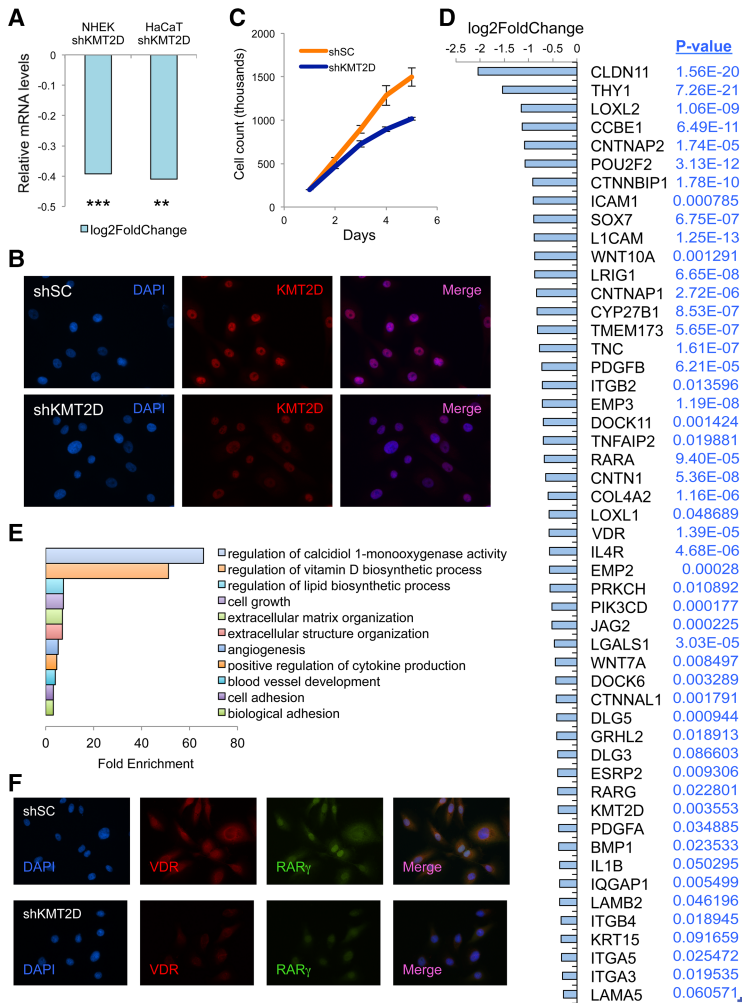 A
NHEK
shKMT2D
HaCaT
shKMT2D
Relative mRNA levels
0
-0.1
-0.2
-0.3
-0.4
-0.5
***
**
log2FoldChange
B
shSC
DAPI
KMT2D
Merge
shKMT2D
DAPI
KMT2D
Merge
C
Cell count (thousands)
2000
1500
1000
500
0
0
2
4
6
Days
shSC
shKMT2D
D
log2FoldChange
-2.5
-2
-1.5
-1
-0.5
0
P-value
CLDN11 1.56E-20
THY1 7.26E-21
LOXL2 1.06E-09
CCBE1 6.49E-11
CNTNAP2 1.74E-05
POU2F2 3.13E-12
CTNNBIP1 1.78E-10
ICAM1 0.000785
SOX7 6.75E-07
L1CAM 1.25E-13
WNT10A 0.001291
LRIG1 6.65E-08
CNTNAP1 2.72E-06
CYP27B1 8.53E-07
TMEM173 5.65E-07
TNC 1.61E-07
PDGFB 6.21E-05
ITGB2 0.013596
EMP3 1.19E-08
DOCK11 0.001424
TNFAIP2 0.019881
RARA 9.40E-05
CNTN1 5.36E-08
COL4A2 1.16E-06
LOXL1 0.048689
VDR 1.39E-05
IL4R 4.68E-06
EMP2 0.00028
PRKCH 0.010892
PIK3CD 0.000177
JAG2 0.000225
LGALS1 3.03E-05
WNT7A 0.008497
DOCK6 0.003289
CTNNAL1 0.001791
DLG5 0.000944
GRHL2 0.018913
DLG3 0.086603
ESRP2 0.009306
RARG 0.022801
KMT2D 0.003553
PDGFA 0.034885
BMP1 0.023533
IL1B 0.050295
IQGAP1 0.005499
LAMB2 0.046196
ITGB4 0.018945
KRT15 0.091659
ITGA5 0.025472
ITGA3 0.019535
LAMA5 0.060571
E
regulation of calcidiol 1-monooxygenase activity
regulation of vitamin D biosynthetic process
regulation of lipid biosynthetic process
cell growth
extracellular matrix organization
extracellular structure organization
angiogenesis
positive regulation of cytokine production
blood vessel development
cell adhesion
biological adhesion
0
20
40
60
80
Fold Enrichment
F
shSC
DAPI
VDR
RARγ
Merge
shKMT2D
DAPI
VDR
RARγ
Merge